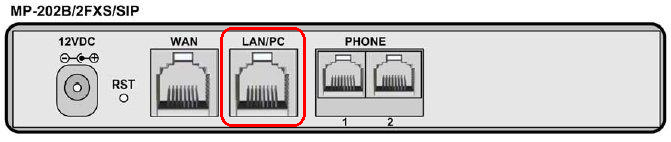 MP-202B/2FXS/SIP
12VDC
RST
WAN
LAN/PC
PHONE
1 2